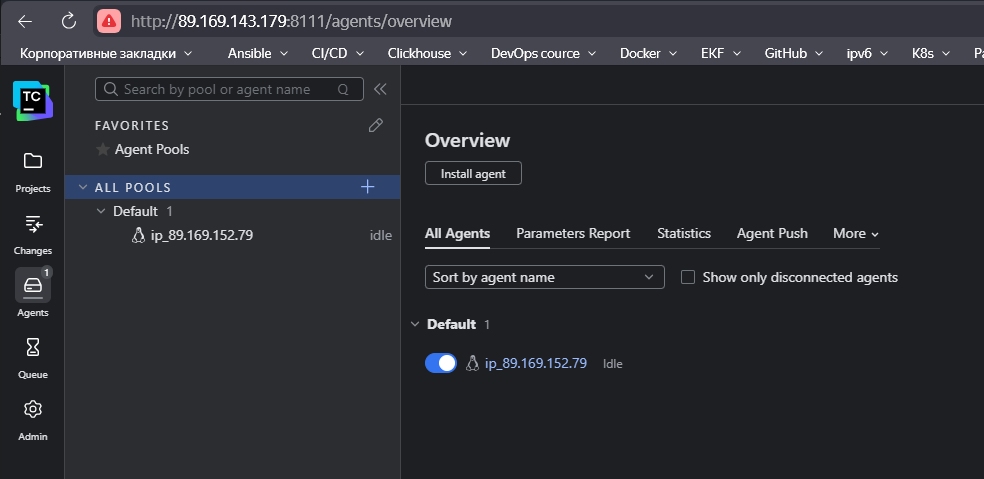 http://89.169.143.179:8111/agents/overview
Корпоративные закладки Ansible CI/CD Clickhouse DevOps cource Docker EKF GitHub ipv6 K8s
TC
Projects
Changes
1
Agents
Queue
Admin
Search by pool or agent name Q
FAVORITES
Agent Pools
ALL POOLS
Default 1
ip_89.169.152.79 idle
Overview
Install agent
All Agents Parameters Report Statistics Agent Push More
Sort by agent name Show only disconnected agents
Default 1
ip_89.169.152.79 Idle